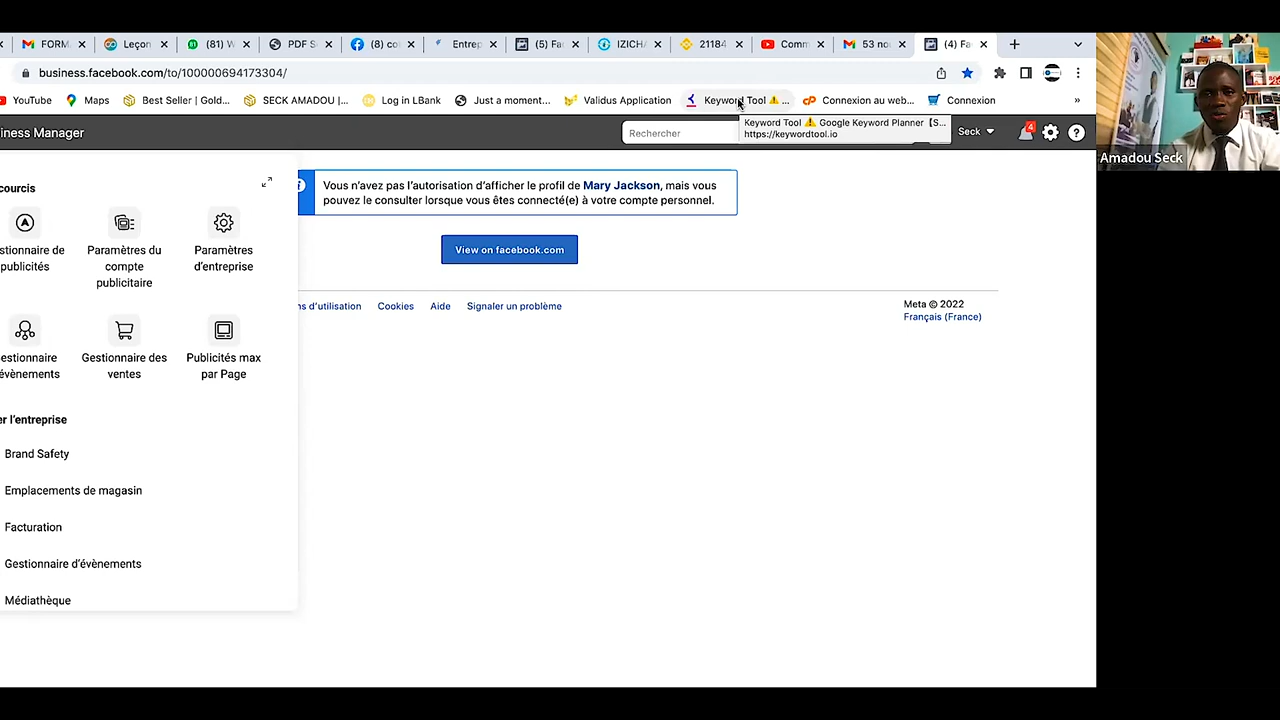 FORM.
Leçon
(81) W
PDF S
(8) co
Entrep
(5) Fa
IZICHA
21184
Comm
53 no
(4) Fa
business.facebook.com/to/100000694173304/
YouTube
Maps
Best Seller | Gold...
SECK AMADOU |...
Log in LBank
Just a moment...
Validus Application
Keyword Tool ⚠ ...
Connexion au web...
Connexion
»
Keyword Tool ⚠ Google Keyword Planner【S...
https://keywordtool.io
iness Manager
Rechercher
Seck
4
Amadou Seck
courcis
stionnaire de
publicités
Paramètres du
compte
publicitaire
Paramètres
d'entreprise
estionnaire
évènements
Gestionnaire des
ventes
Publicités max
par Page
er l'entreprise
Brand Safety
Emplacements de magasin
Facturation
Gestionnaire d'évènements
Médiathèque
Vous n'avez pas l'autorisation d'afficher le profil de Mary Jackson, mais vous
pouvez le consulter lorsque vous êtes connecté(e) à votre compte personnel.
View on facebook.com
ns d'utilisation
Cookies
Aide
Signaler un problème
Meta © 2022
Français (France)